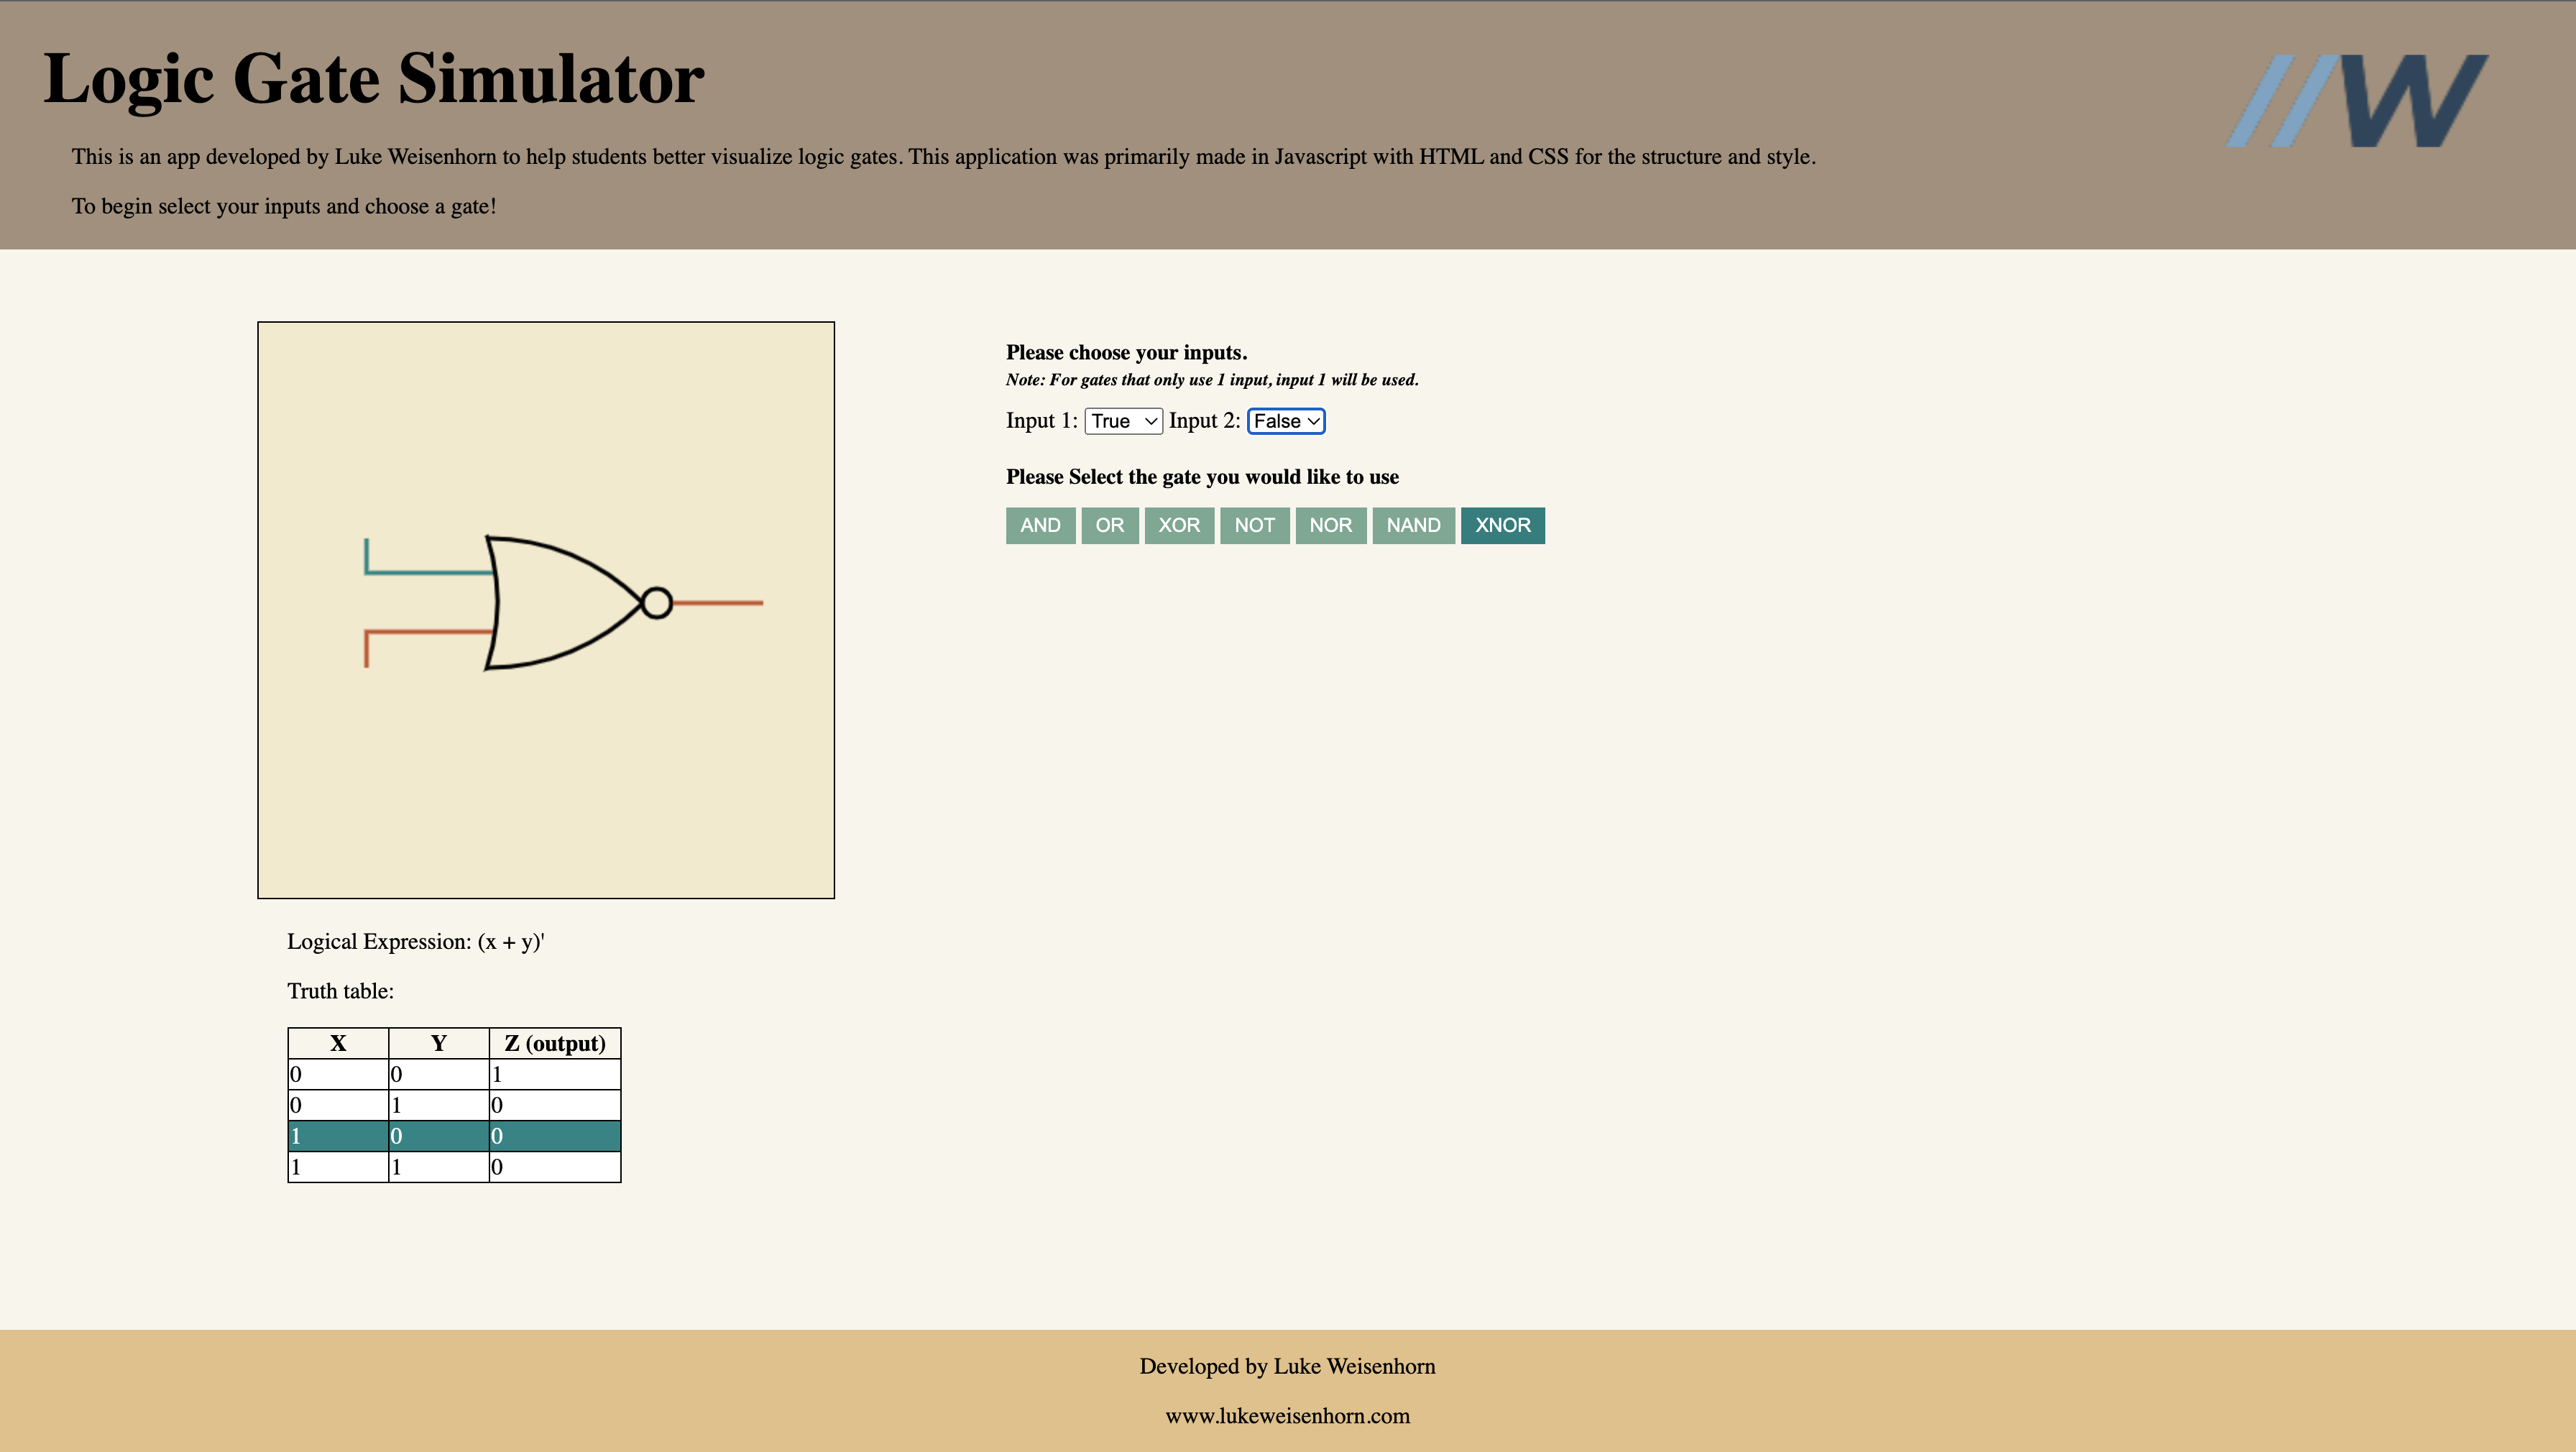 Logic Gate Simulator
//W
This is an app developed by Luke Weisenhorn to help students better visualize logic gates. This application was primarily made in Javascript with HTML and CSS for the structure and style.
To begin select your inputs and choose a gate!
Please choose your inputs.
Note: For gates that only use 1 input, input 1 will be used.
Input 1: True Input 2: False
Please Select the gate you would like to use
AND OR XOR NOT NOR NAND XNOR
Logical Expression: (x + y)'
Truth table:
X Y Z (output)
0 0 1
0 1 0
1 0 0
1 1 0
Developed by Luke Weisenhorn
www.lukeweisenhorn.com